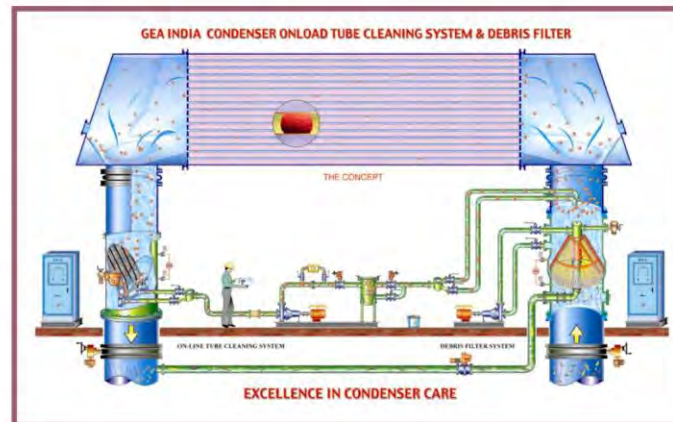 GEA INDIA CONDENSER ONLOAD TUBE CLEANING SYSTEM & DEBRIS FILTER
THE CONCEPT
ON-LINE TUBE CLEANING SYSTEM
DEBRIS FILTER SYSTEM
EXCELLENCE IN CONDENSER CARE